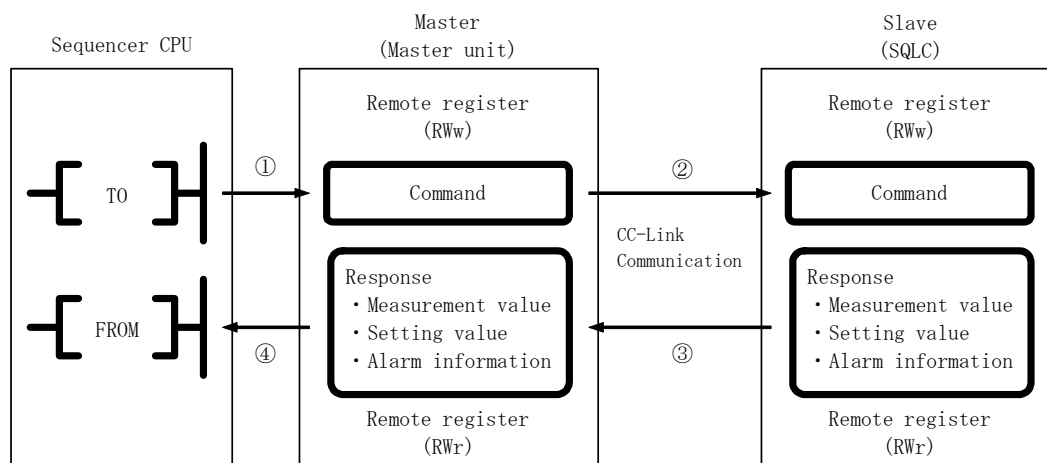 Sequencer CPU
Master
(Master unit)
Slave
(SQLC)
TO
FROM
①
④
Remote register
(RWw)
Command
Response
・Measurement value
・Setting value
・Alarm information
Remote register
(RWr)
②
CC-Link
Communication
③
Remote register
(RWw)
Command
Response
・Measurement value
・Setting value
・Alarm information
Remote register
(RWr)